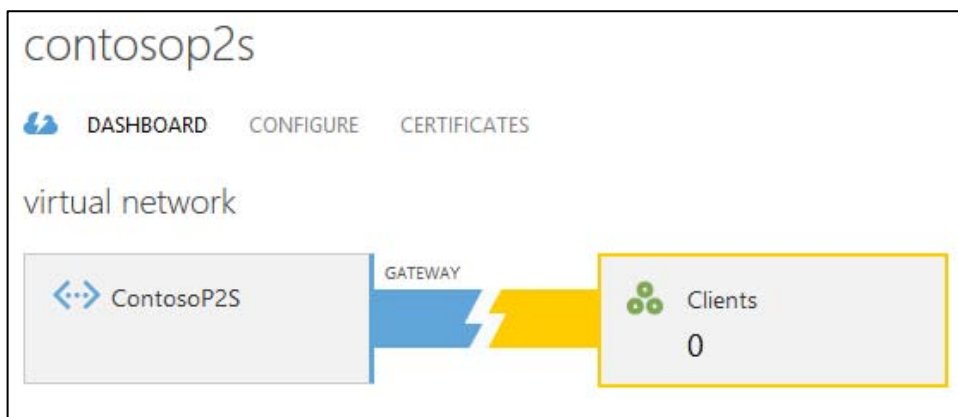 contosop2s
DASHBOARD CONFIGURE CERTIFICATES
virtual network
ContosoP2S
GATEWAY
Clients
0